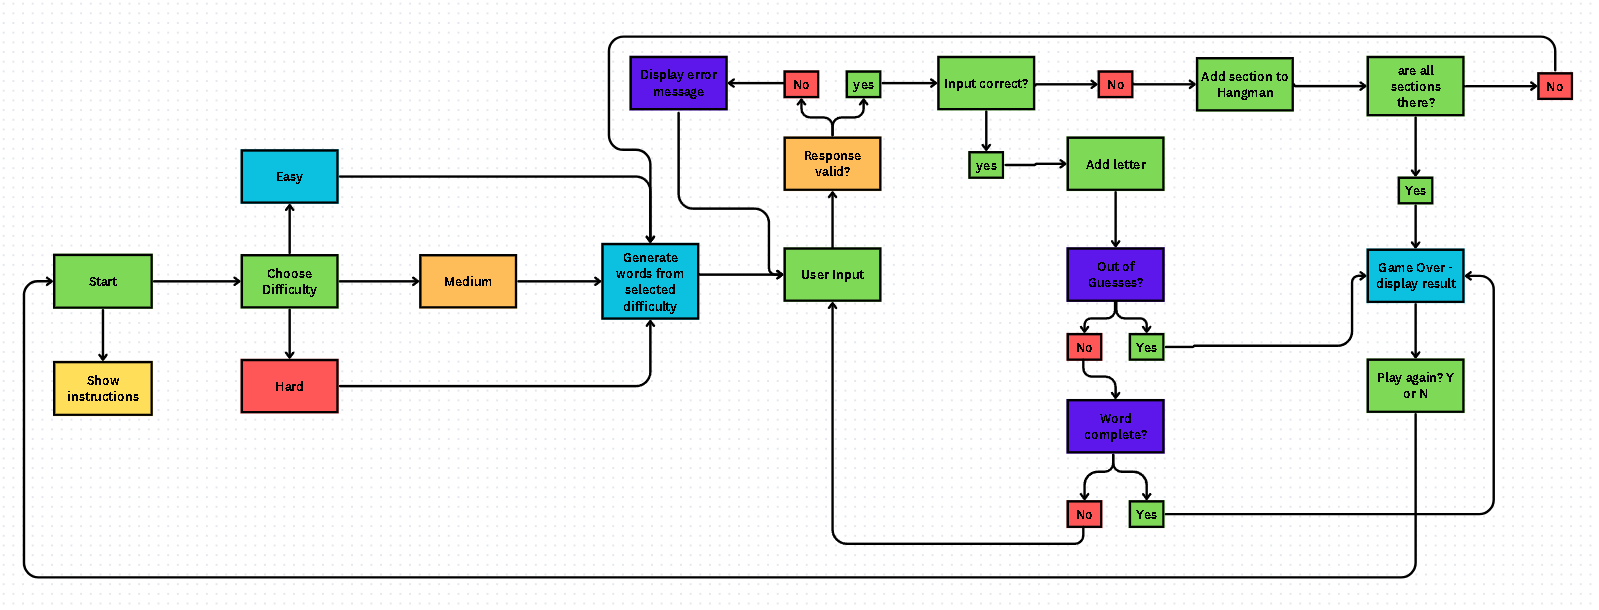 Display error
message
No
yes
Input correct?
No
Add section to
Hangman
are all
sections
there?
No
Response
valid?
yes
Add letter
Yes
Easy
Start
Choose
Difficulty
Medium
Generate
words from
selected
difficulty
User Input
Out of
Guesses?
Game Over -
display result
No
Yes
Show
instructions
Hard
Play again? Y
or N
Word
complete?
No
Yes